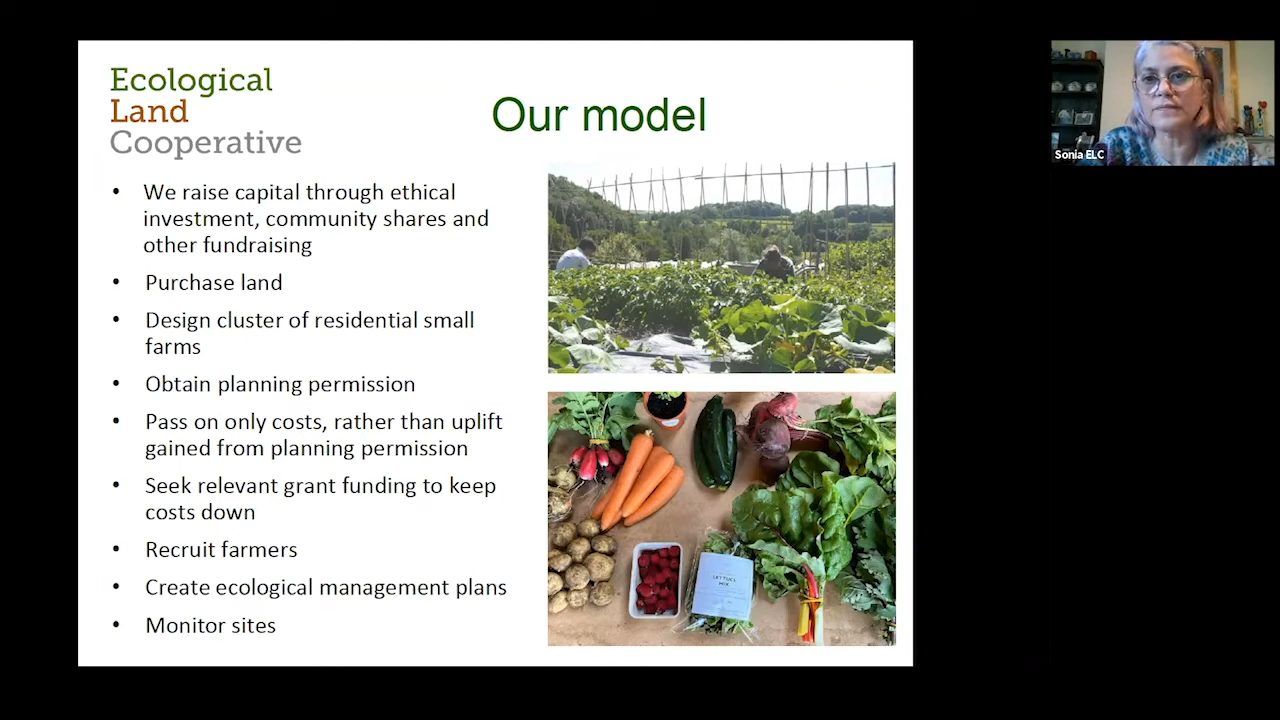 Ecological
Land
Cooperative
Our model
• We raise capital through ethical
investment, community shares and
other fundraising
• Purchase land
• Design cluster of residential small
farms
• Obtain planning permission
• Pass on only costs, rather than uplift
gained from planning permission
• Seek relevant grant funding to keep
costs down
• Recruit farmers
• Create ecological management plans
• Monitor sites
LETTUCE
MIX
Sonia ELC